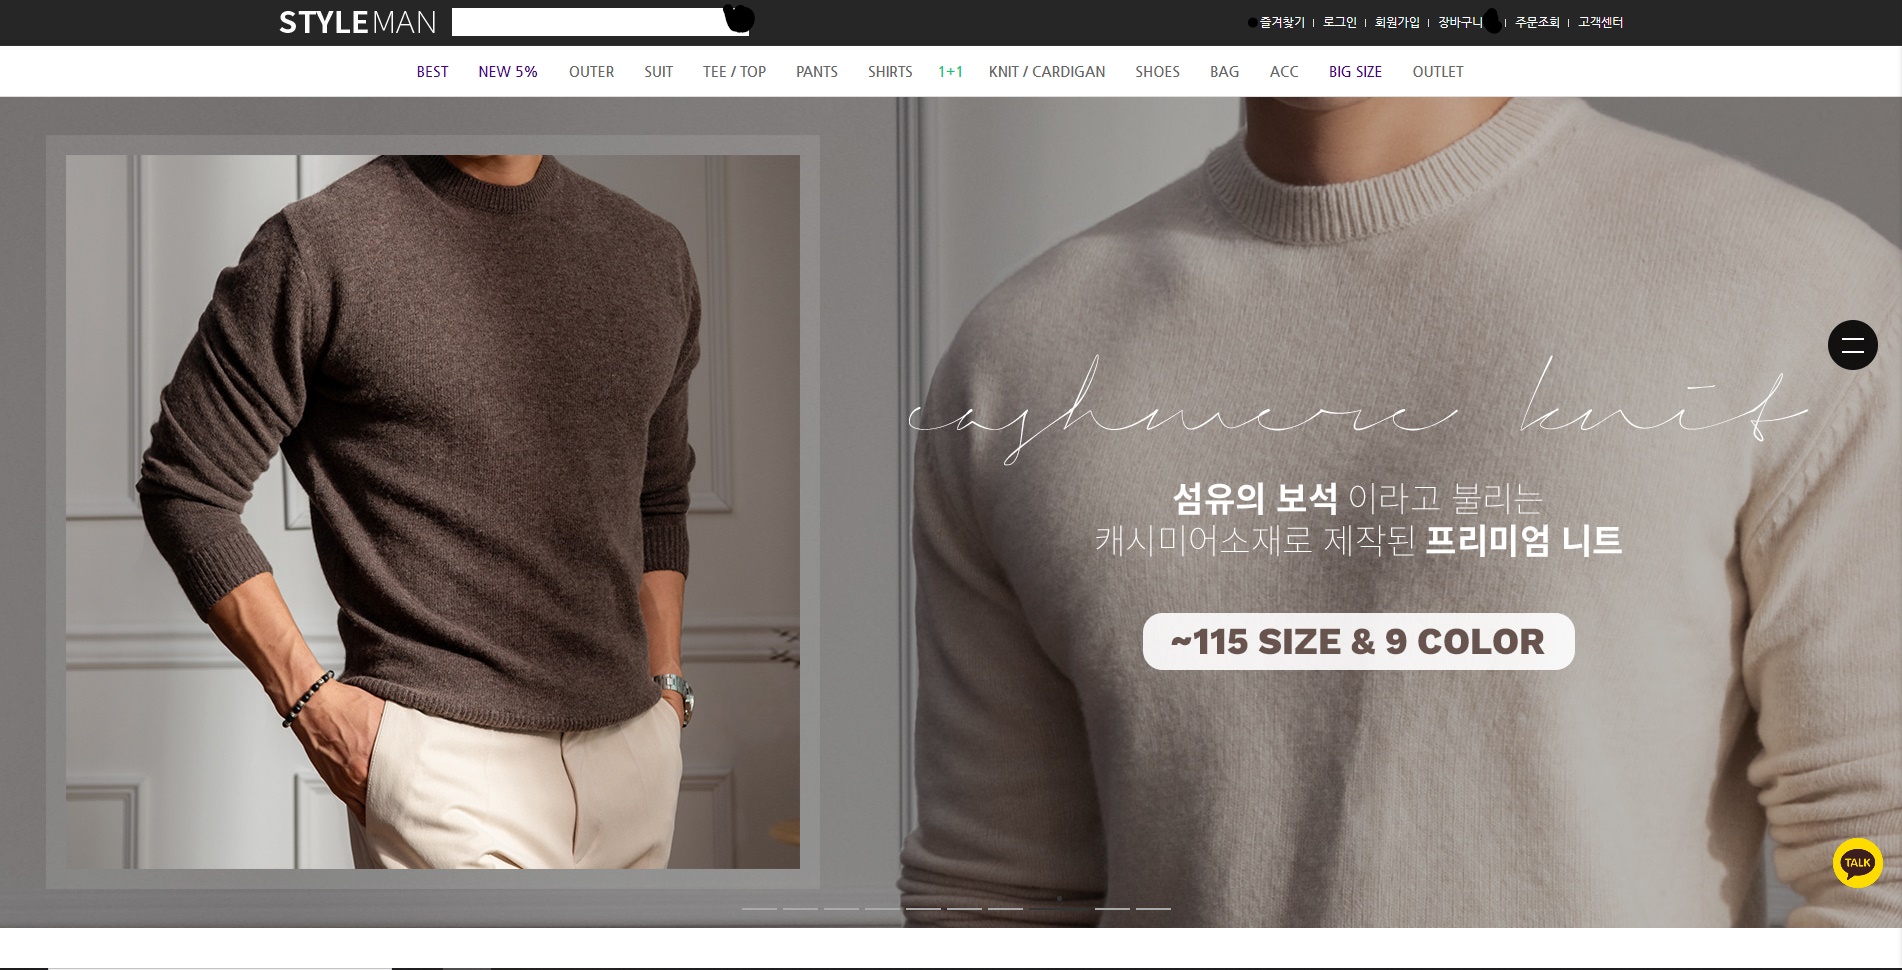 STYLEMAN
즐겨찾기 | 로그인 | 회원가입 | 장바구니 | 주문조회 | 고객센터
BEST NEW 5% OUTER SUIT TEE / TOP PANTS SHIRTS 1+1 KNIT / CARDIGAN SHOES BAG ACC BIG SIZE OUTLET
cashmere knit
섬유의 보석 이라고 불리는
캐시미어소재로 제작된 프리미엄 니트
~115 SIZE & 9 COLOR
TALK